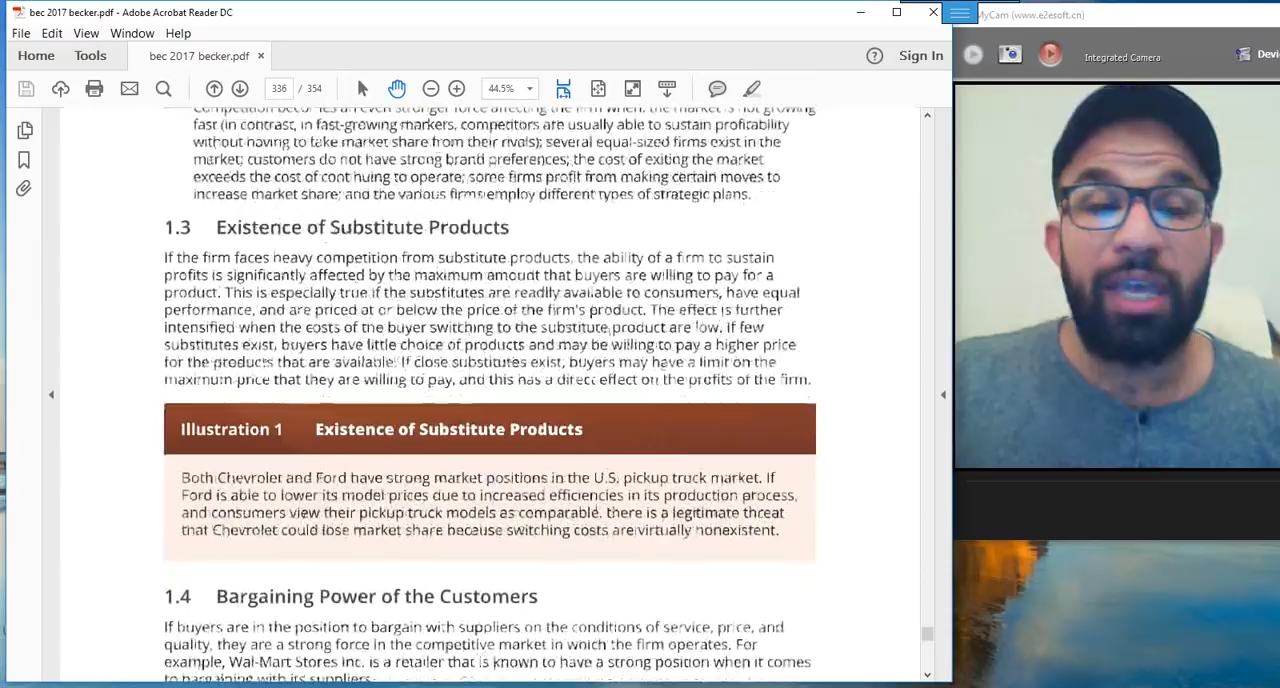 bec 2017 becker.pdf - Adobe Acrobat Reader DC
MyCam (www.e2esoft.cn)
File Edit View Window Help
Home Tools bec 2017 becker.pdf × Sign In
Integrated Camera
336 / 354 44.5%
fast (in contrast, in fast-growing markets, competitors are usually able to sustain profitability
without having to take market share from their rivals); several equal-sized firms exist in the
market; customers do not have strong brand preferences; the cost of exiting the market
exceeds the cost of continuing to operate; some firms profit from making certain moves to
increase market share; and the various firms employ different types of strategic plans.
1.3 Existence of Substitute Products
If the firm faces heavy competition from substitute products, the ability of a firm to sustain
profits is significantly affected by the maximum amount that buyers are willing to pay for a
product. This is especially true if the substitutes are readily available to consumers, have equal
performance, and are priced at or below the price of the firm's product. The effect is further
intensified when the costs of the buyer switching to the substitute product are low. If few
substitutes exist, buyers have little choice of products and may be willing to pay a higher price
for the products that are available. If close substitutes exist, buyers may have a limit on the
maximum price that they are willing to pay, and this has a direct effect on the profits of the firm.
Illustration 1 Existence of Substitute Products
Both Chevrolet and Ford have strong market positions in the U.S. pickup truck market. If
Ford is able to lower its model prices due to increased efficiencies in its production process,
and consumers view their pickup truck models as comparable, there is a legitimate threat
that Chevrolet could lose market share because switching costs are virtually nonexistent.
1.4 Bargaining Power of the Customers
If buyers are in the position to bargain with suppliers on the conditions of service, price, and
quality, they are a strong force in the competitive market in which the firm operates. For
example, Wal-Mart Stores Inc. is a retailer that is known to have a strong position when it comes
to bargaining with its suppliers.